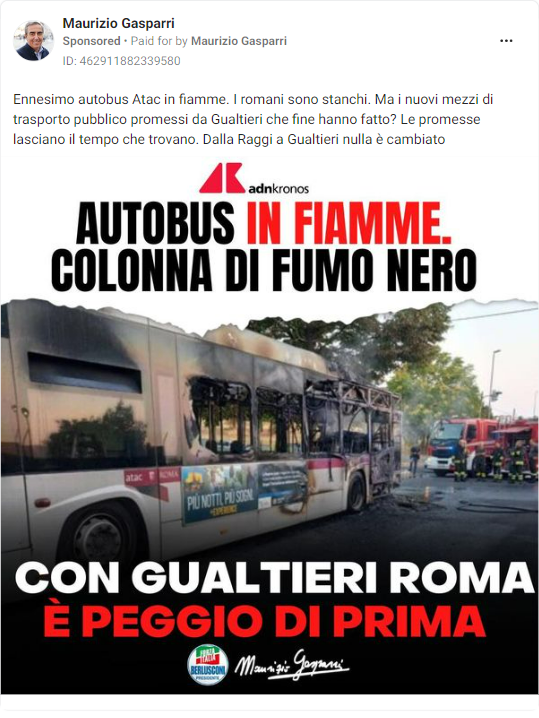 Maurizio Gasparri
Sponsored • Paid for by Maurizio Gasparri
ID: 462911882339580
Ennesimo autobus Atac in fiamme. I romani sono stanchi. Ma i nuovi mezzi di
trasporto pubblico promessi da Gualtieri che fine hanno fatto? Le promesse
lasciano il tempo che trovano. Dalla Raggi a Gualtieri nulla è cambiato
adnkronos
AUTOBUS IN FIAMME.
COLONNA DI FUMO NERO
atac ROMA
PIÙ NOTTI, PIÙ SOGNI.
#EXPERIENCE
CON GUALTIERI ROMA
È PEGGIO DI PRIMA
FORZA
ITALIA
BERLUSCONI
PRESIDENTE
Maurizio Gasparri